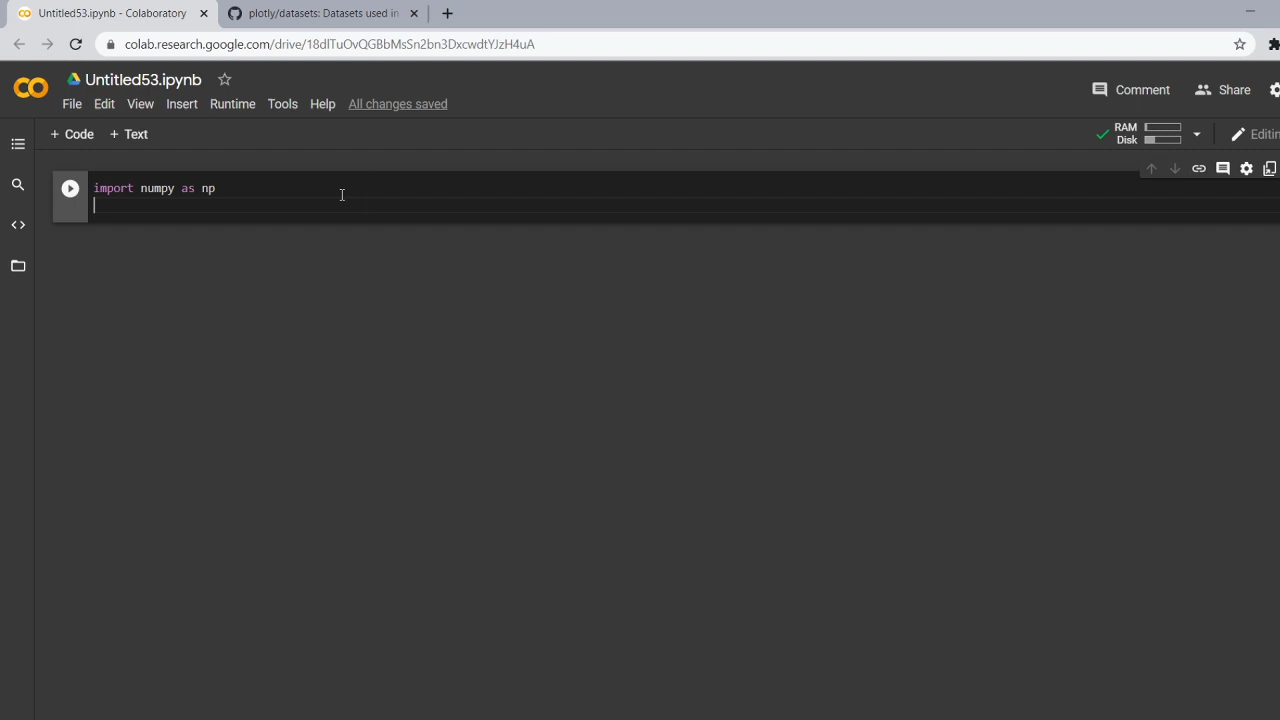 Untitled53.ipynb - Colaboratory
plotly/datasets: Datasets used in
colab.research.google.com/drive/18dlTuOvQGBbMsSn2bn3DxcwdtYJzH4uA
Untitled53.ipynb
File Edit View Insert Runtime Tools Help All changes saved
Comment Share
+ Code + Text
RAM
Disk
Editin
import numpy as np